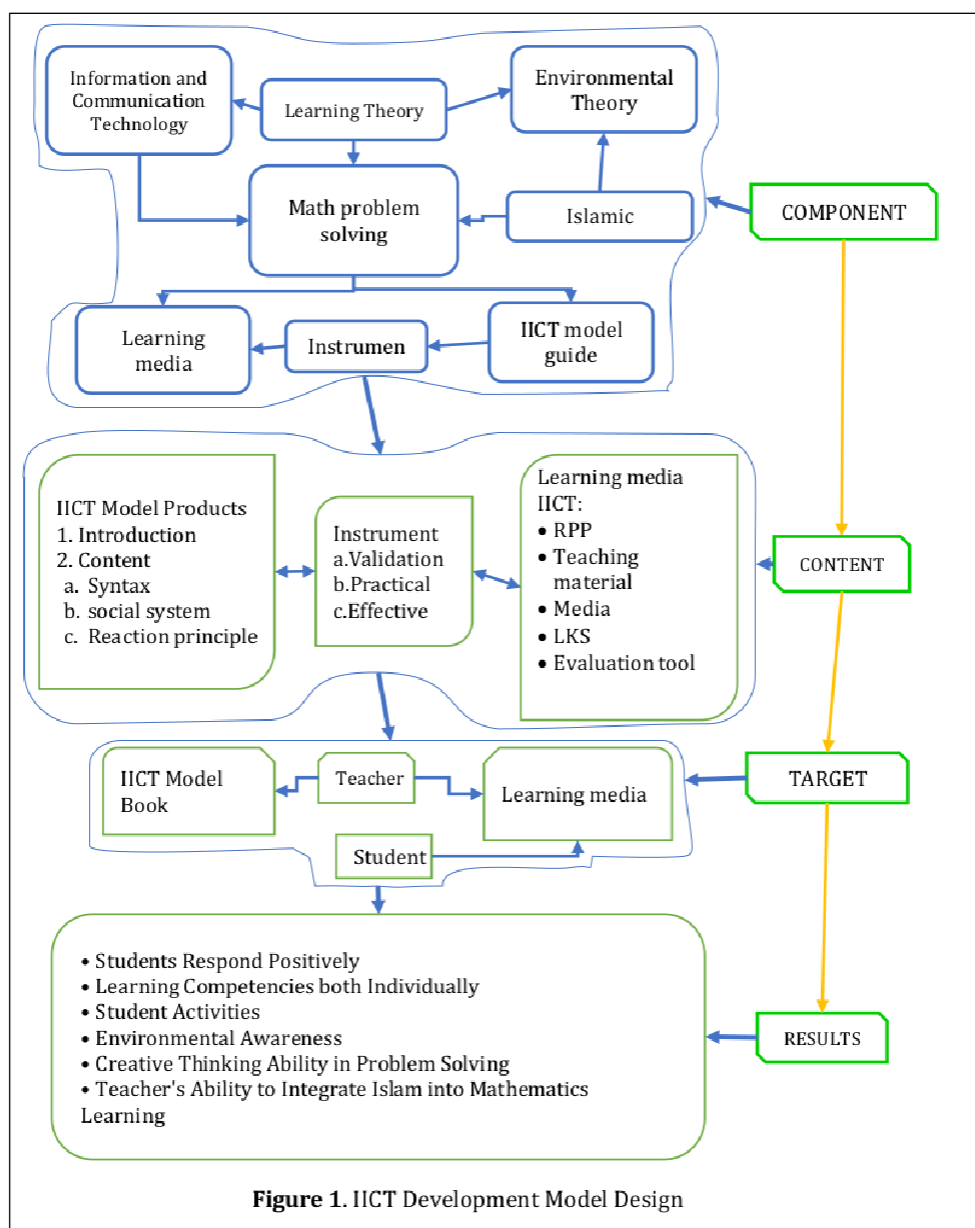 Information and
Communication
Technology
Learning Theory
Environmental
Theory
Math problem
solving
Islamic
COMPONENT
Learning
media
Instrumen
IICT model
guide
IICT Model Products
1. Introduction
2. Content
a. Syntax
b. social system
c. Reaction principle
Instrument
a.Validation
b.Practical
c.Effective
Learning media
IICT:
• RPP
• Teaching
material
• Media
• LKS
• Evaluation tool
CONTENT
IICT Model
Book
Teacher
Learning media
Student
TARGET
• Students Respond Positively
• Learning Competencies both Individually
• Student Activities
• Environmental Awareness
• Creative Thinking Ability in Problem Solving
• Teacher's Ability to Integrate Islam into Mathematics
Learning
RESULTS
Figure 1. IICT Development Model Design